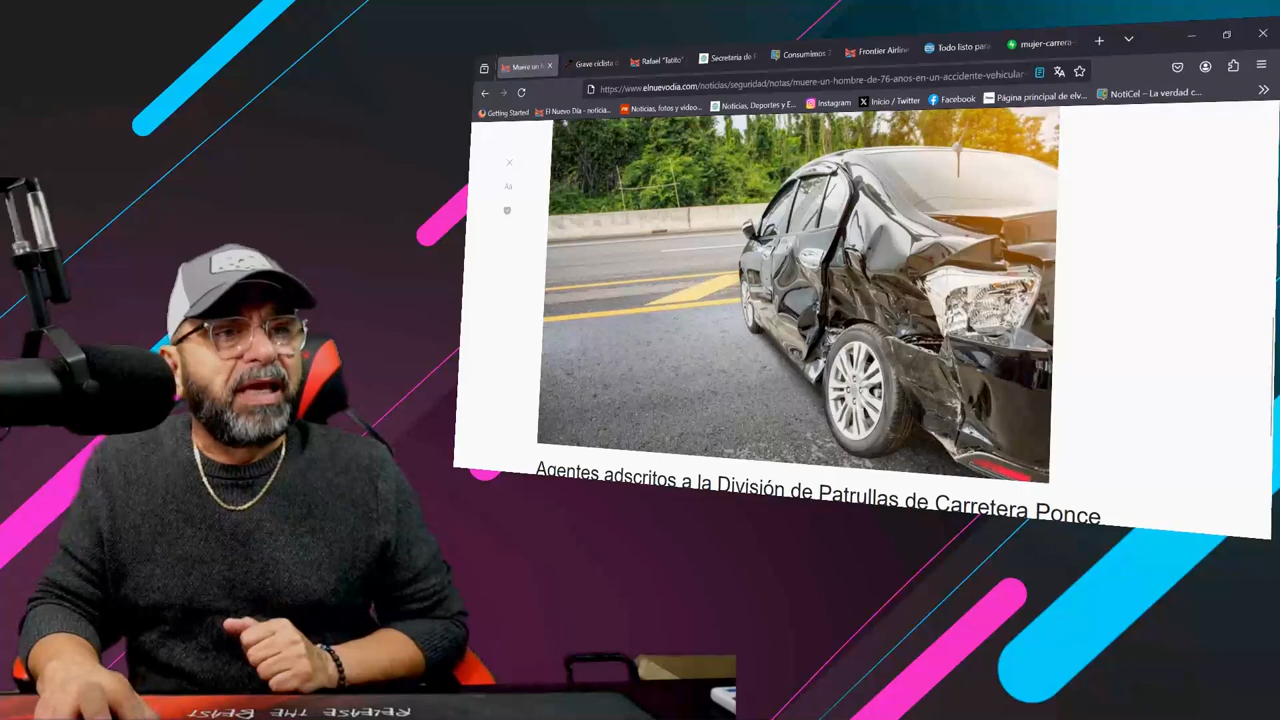 Muere un h
Grave ciclista d
Rafael "Tatito"
Secretaria de F
Consumimos
Frontier Airline
Todo listo para
mujer-carrera-
https://www.elnuevodia.com/noticias/seguridad/notas/muere-un-hombre-de-76-anos-en-un-accidente-vehicular-
Getting Started
El Nuevo Día - noticia...
Noticias, fotos y video...
Noticias, Deportes y E...
Instagram
Inicio / Twitter
Facebook
Página principal de elv...
NotiCel – La verdad c...
Aa
Agentes adscritos a la División de Patrullas de Carretera Ponce
RELEASE THE BEAST